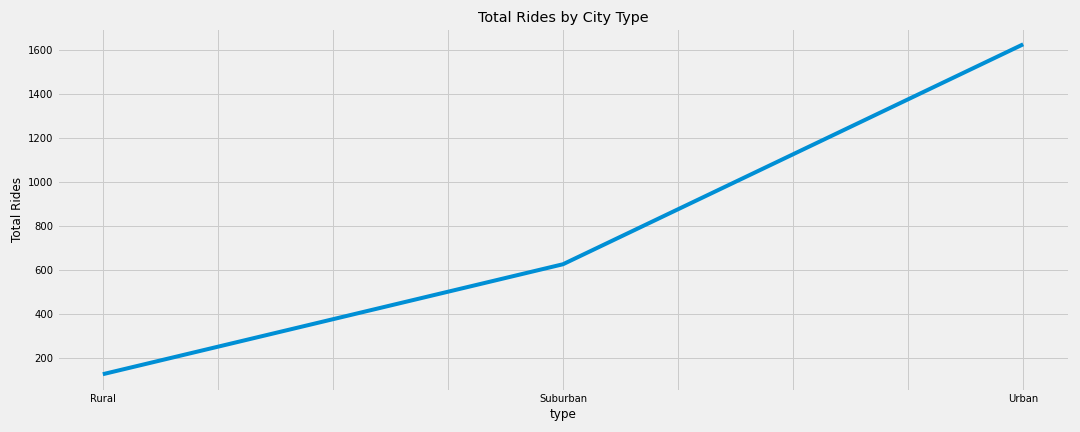 Total Rides by City Type
1600
1400
1200
1000
800
600
400
200
Total Rides
Rural
Suburban
Urban
type